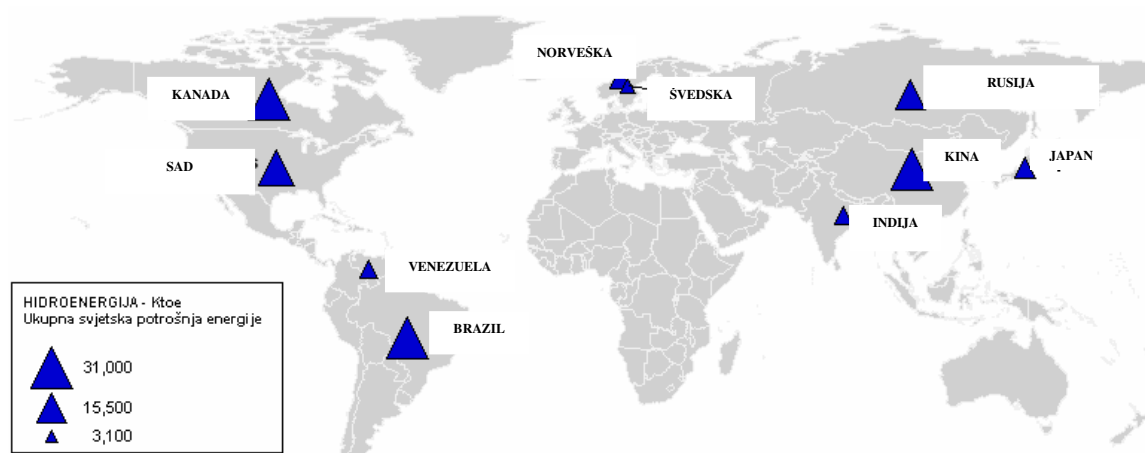 NORVEŠKA
KANADA
ŠVEDSKA
RUSIJA
SAD
KINA
JAPAN
INDIJA
VENEZUELA
BRAZIL
HIDROENERGIJA - Ktoe
Ukupna svjetska potrošnja energije
31,000
15,500
3,100